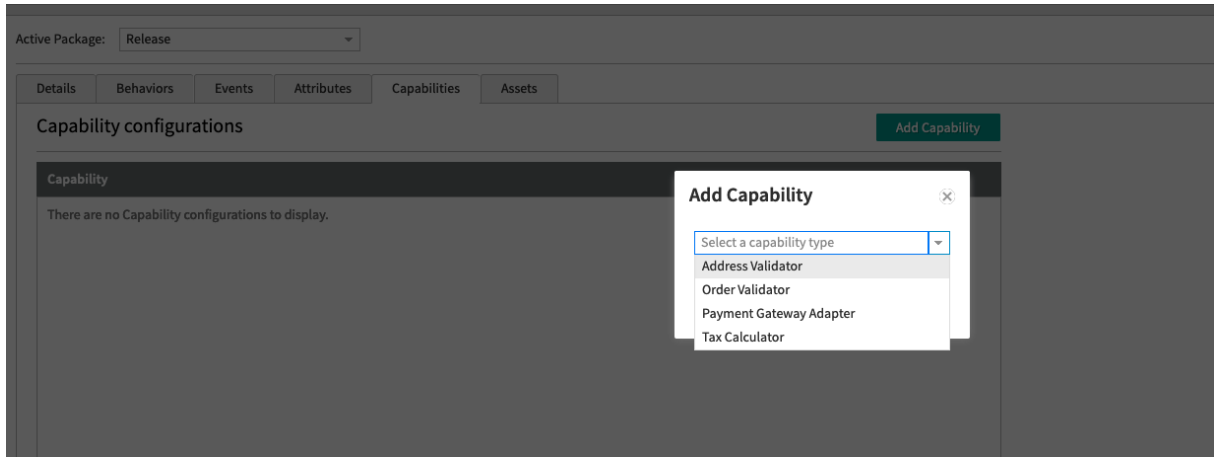 Active Package: Release
Details Behaviors Events Attributes Capabilities Assets
Capability configurations
Add Capability
Capability
There are no Capability configurations to display.
Add Capability
Select a capability type
Address Validator
Order Validator
Payment Gateway Adapter
Tax Calculator